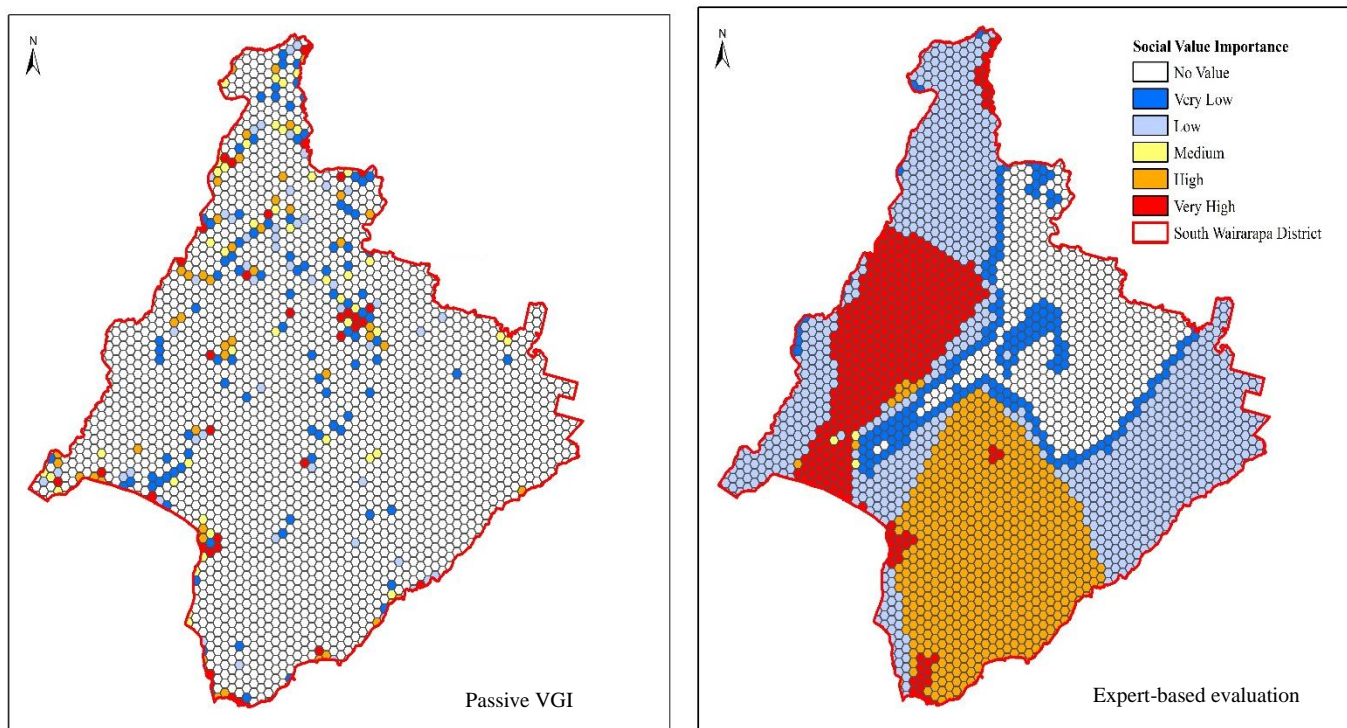 N
Passive VGI
N
Social Value Importance
No Value
Very Low
Low
Medium
High
Very High
South Wairarapa District
Expert-based evaluation